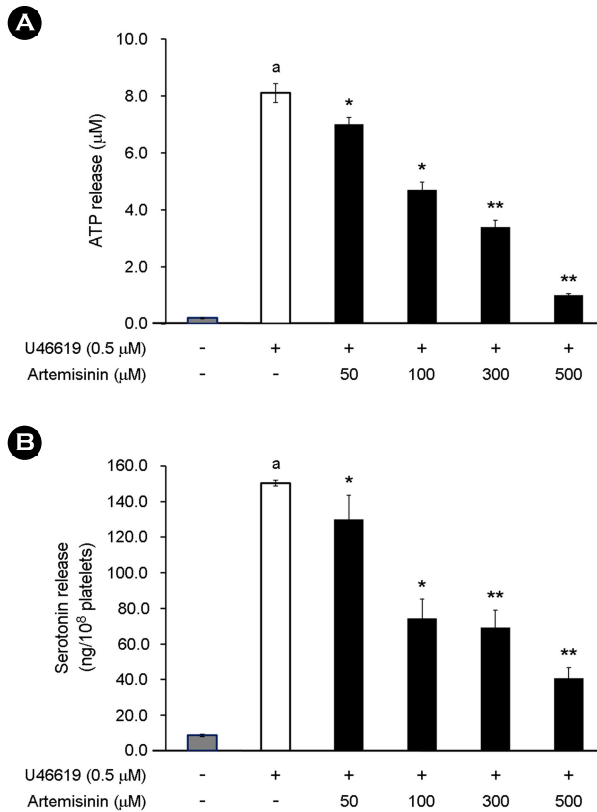 A
10.0
a
8.0
*
6.0
*
ATP release (μM)
4.0
**
2.0
**
0.0
U46619 (0.5 μM) - + + + + +
Artemisinin (μM) - - 50 100 300 500
B
160.0
a
*
140.0
120.0
100.0
*
**
80.0
Serotonin release
(ng/10⁸ platelets)
60.0
**
40.0
20.0
0.0
U46619 (0.5 μM) - + + + + +
Artemisinin (μM) - - 50 100 300 500